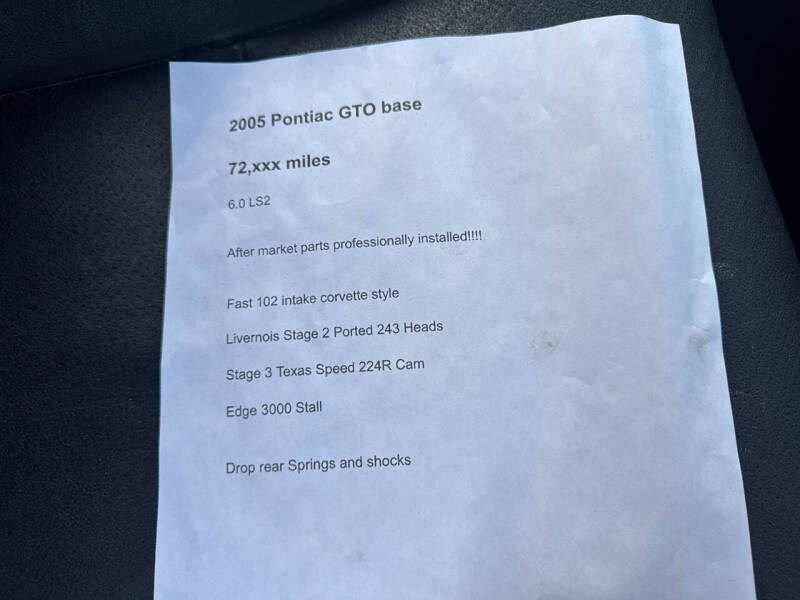 2005 Pontiac GTO base
72,xxx miles
6.0 LS2
After market parts professionally installed!!!!
Fast 102 intake corvette style
Livernois Stage 2 Ported 243 Heads
Stage 3 Texas Speed 224R Cam
Edge 3000 Stall
Drop rear Springs and shocks